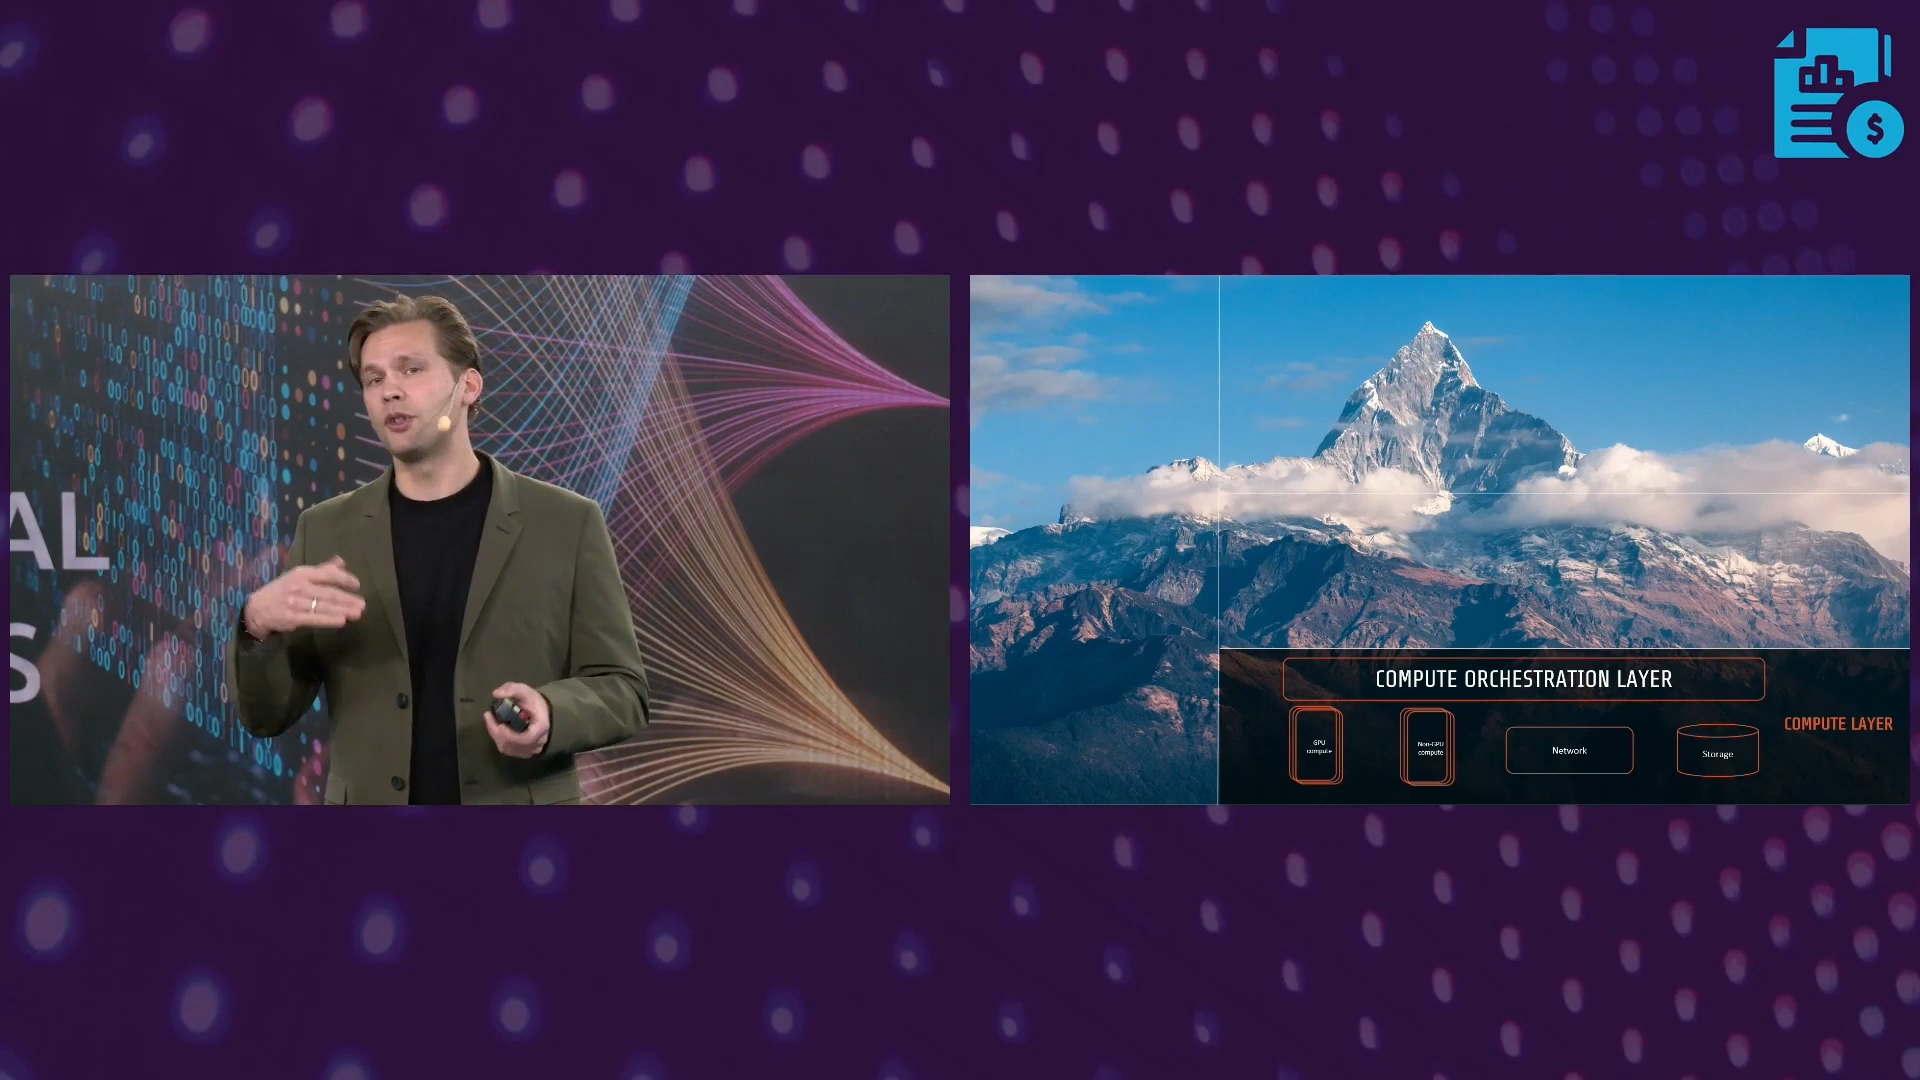 AL
S
COMPUTE ORCHESTRATION LAYER
GPU
compute
Non-GPU
compute
Network
Storage
COMPUTE LAYER
$